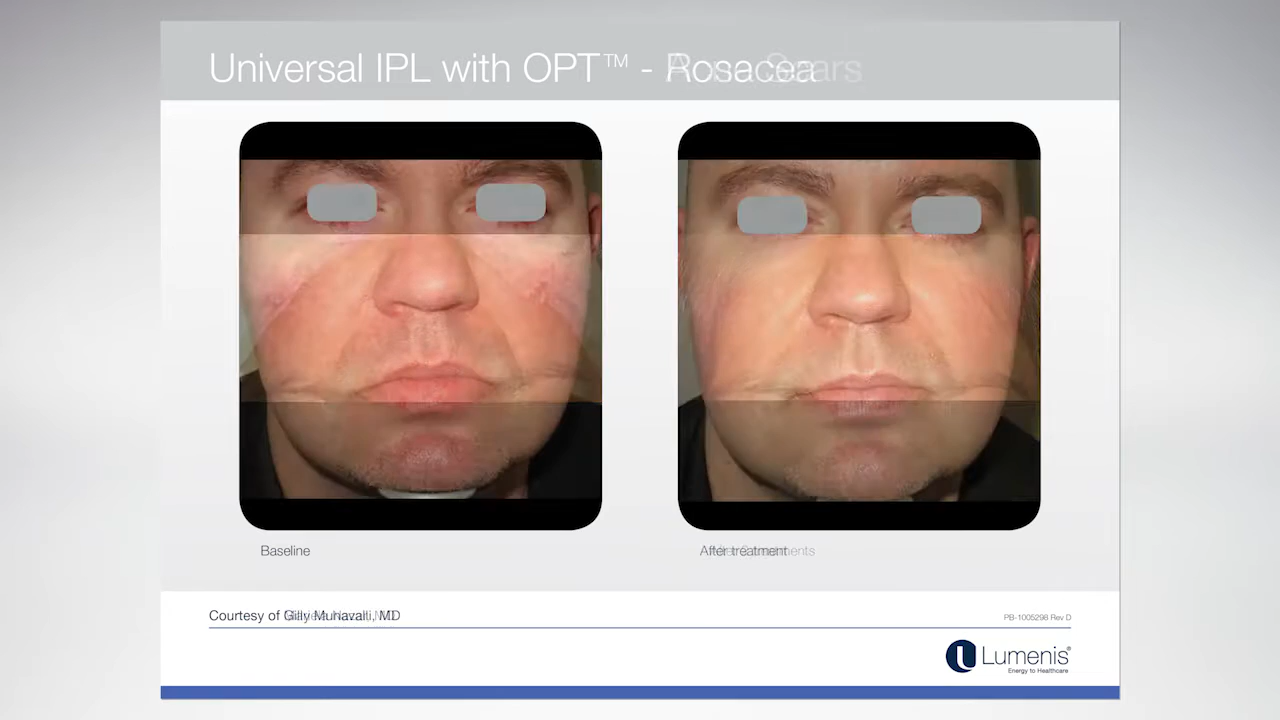 Universal IPL with OPT™ - Rosacea
Baseline
After treatment
Courtesy of Gilly Munavalli, MD
PB-1005298 Rev D
Lumenis®
Energy to Healthcare